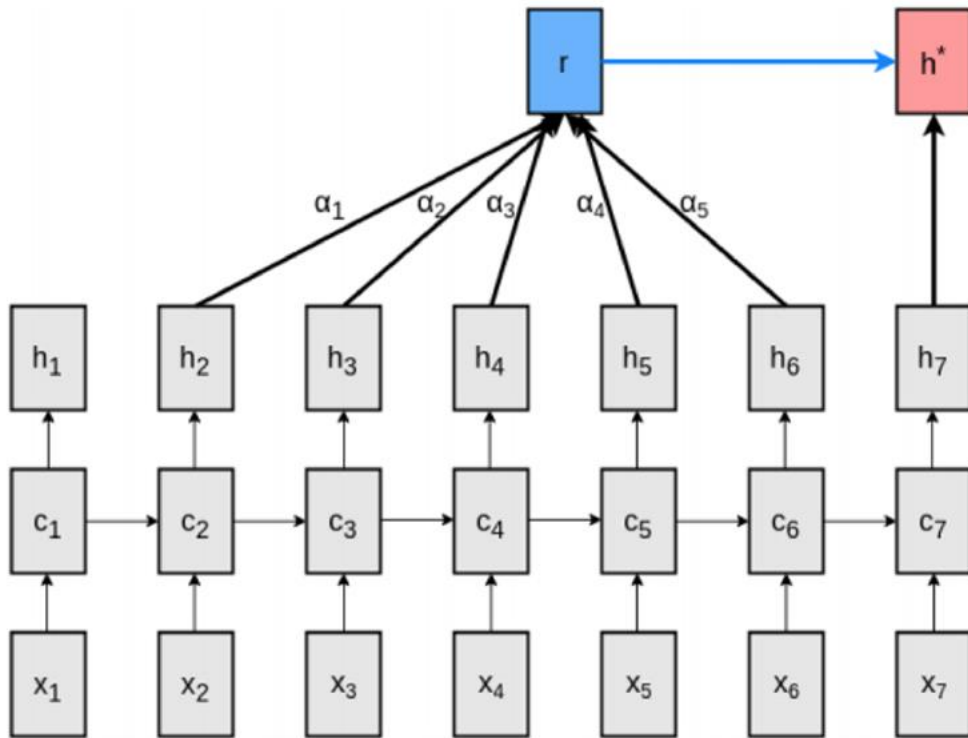 r h*
α₁ α₂ α₃ α₄ α₅
h₁ h₂ h₃ h₄ h₅ h₆ h₇
c₁ c₂ c₃ c₄ c₅ c₆ c₇
x₁ x₂ x₃ x₄ x₅ x₆ x₇